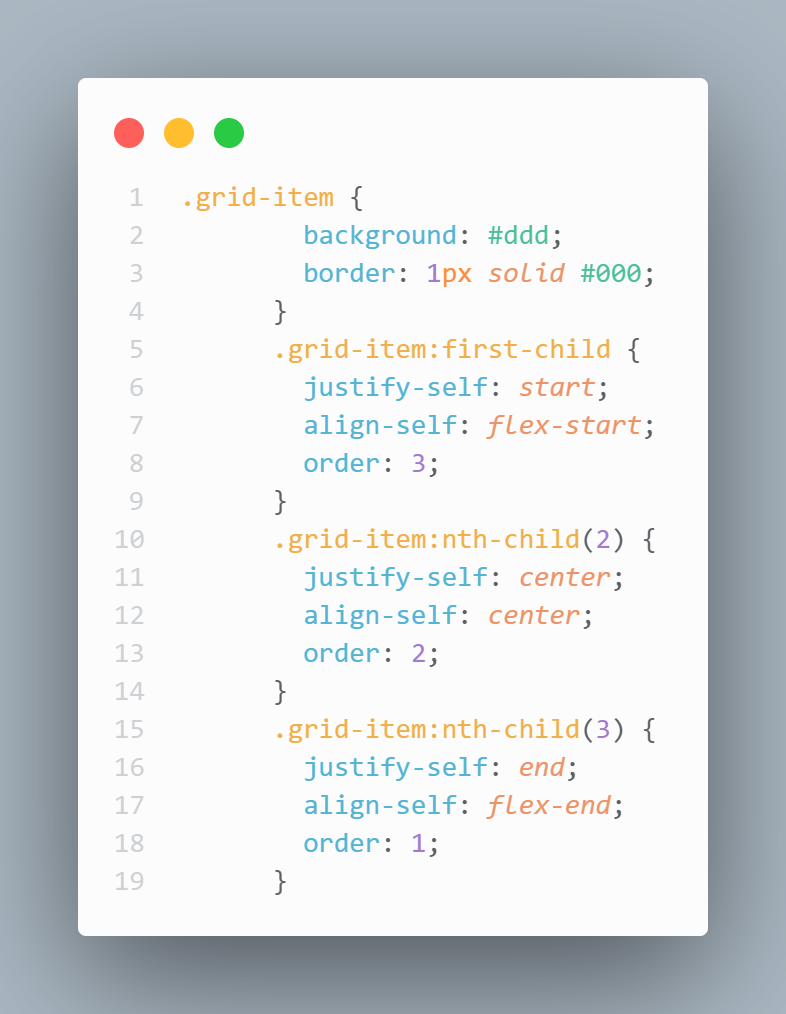 1 .grid-item {
2 background: #ddd;
3 border: 1px solid #000;
4 }
5 .grid-item:first-child {
6 justify-self: start;
7 align-self: flex-start;
8 order: 3;
9 }
10 .grid-item:nth-child(2) {
11 justify-self: center;
12 align-self: center;
13 order: 2;
14 }
15 .grid-item:nth-child(3) {
16 justify-self: end;
17 align-self: flex-end;
18 order: 1;
19 }